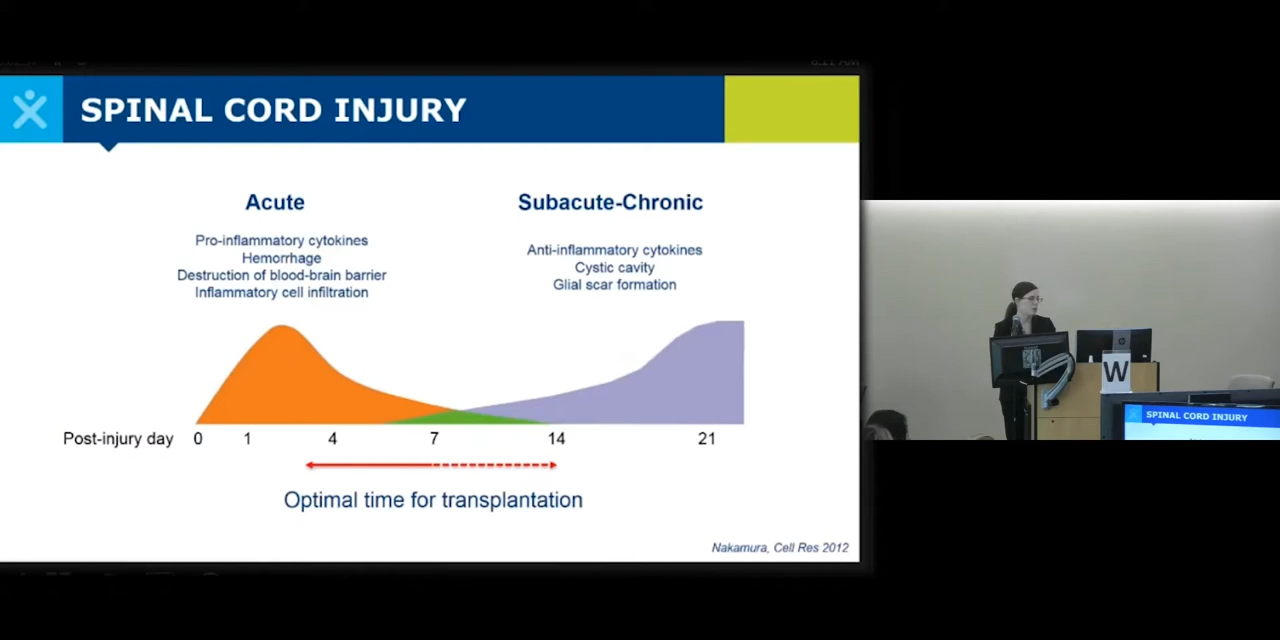 SPINAL CORD INJURY
Acute
Pro-inflammatory cytokines
Hemorrhage
Destruction of blood-brain barrier
Inflammatory cell infiltration
Subacute-Chronic
Anti-inflammatory cytokines
Cystic cavity
Glial scar formation
Post-injury day 0 1 4 7 14 21
Optimal time for transplantation
Nakamura, Cell Res 2012
W
SPINAL CORD INJURY